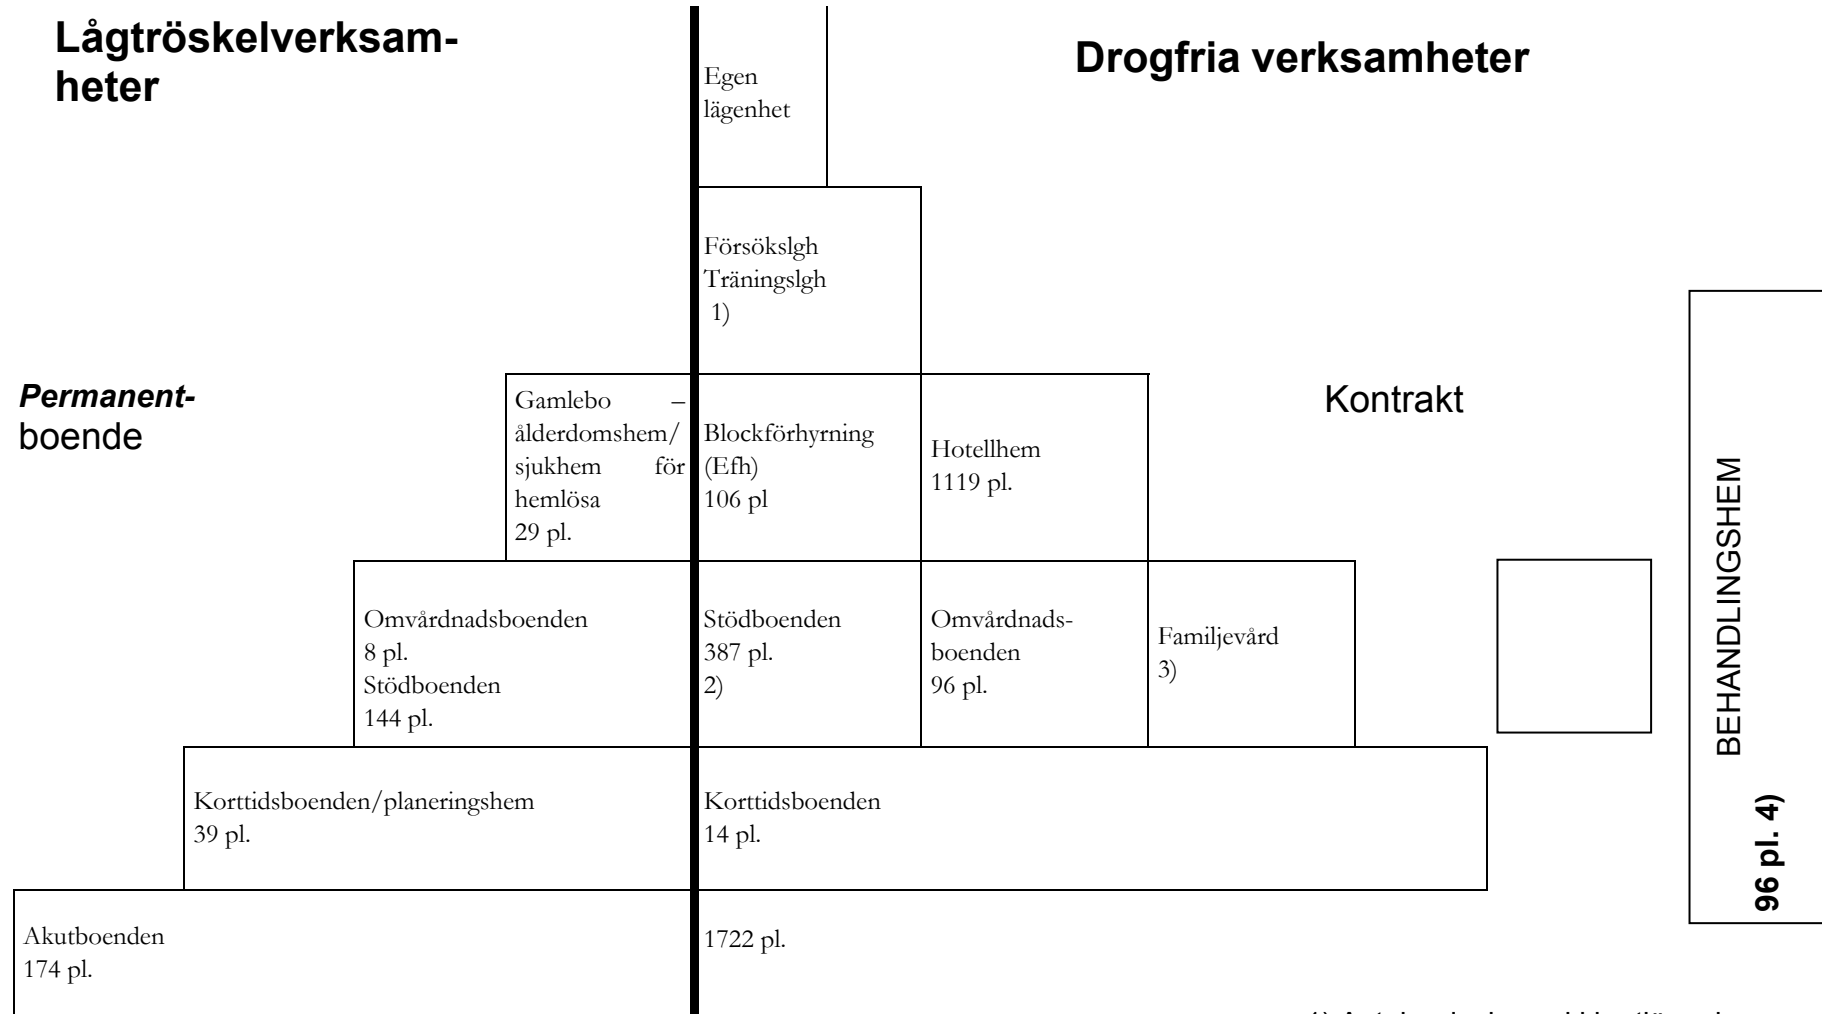 Lågtröskelverksam-
heter
Drogfria verksamheter
Egen
lägenhet
Försökslgh
Träningslgh
1)
Permanent-
boende
Gamlebo –
ålderdomshem/
sjukhem för
hemlösa
29 pl.
Blockförhyrning
(Efh)
106 pl
Hotellhem
1119 pl.
Kontrakt
Omvårdnadsboenden
8 pl.
Stödboenden
144 pl.
Stödboenden
387 pl.
2)
Omvårdnads-
boenden
96 pl.
Familjevård
3)
BEHANDLINGSHEM
96 pl. 4)
Korttidsboenden/planeringshem
39 pl.
Korttidsboenden
14 pl.
Akutboenden
174 pl.
1722 pl.